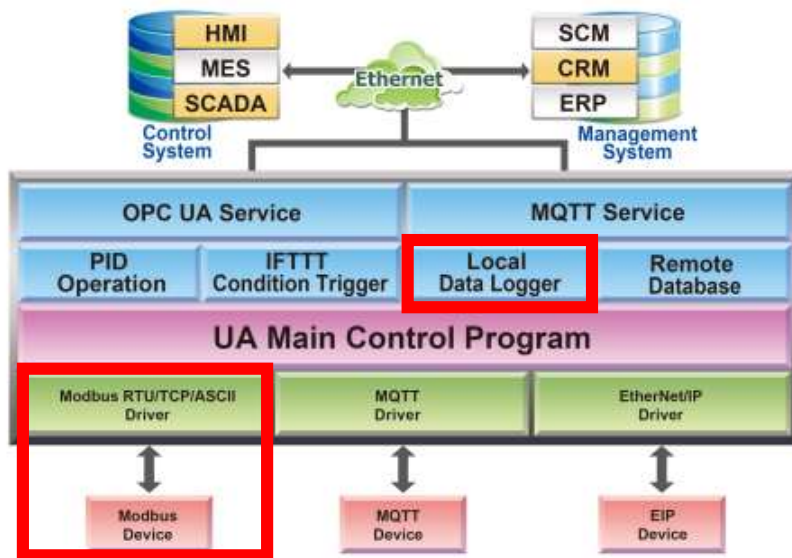 HMI
MES
SCADA
Control
System
Ethernet
SCM
CRM
ERP
Management
System
OPC UA Service
MQTT Service
PID
Operation
IFTTT
Condition Trigger
Local
Data Logger
Remote
Database
UA Main Control Program
Modbus RTU/TCP/ASCII
Driver
MQTT
Driver
EtherNet/IP
Driver
Modbus
Device
MQTT
Device
EIP
Device